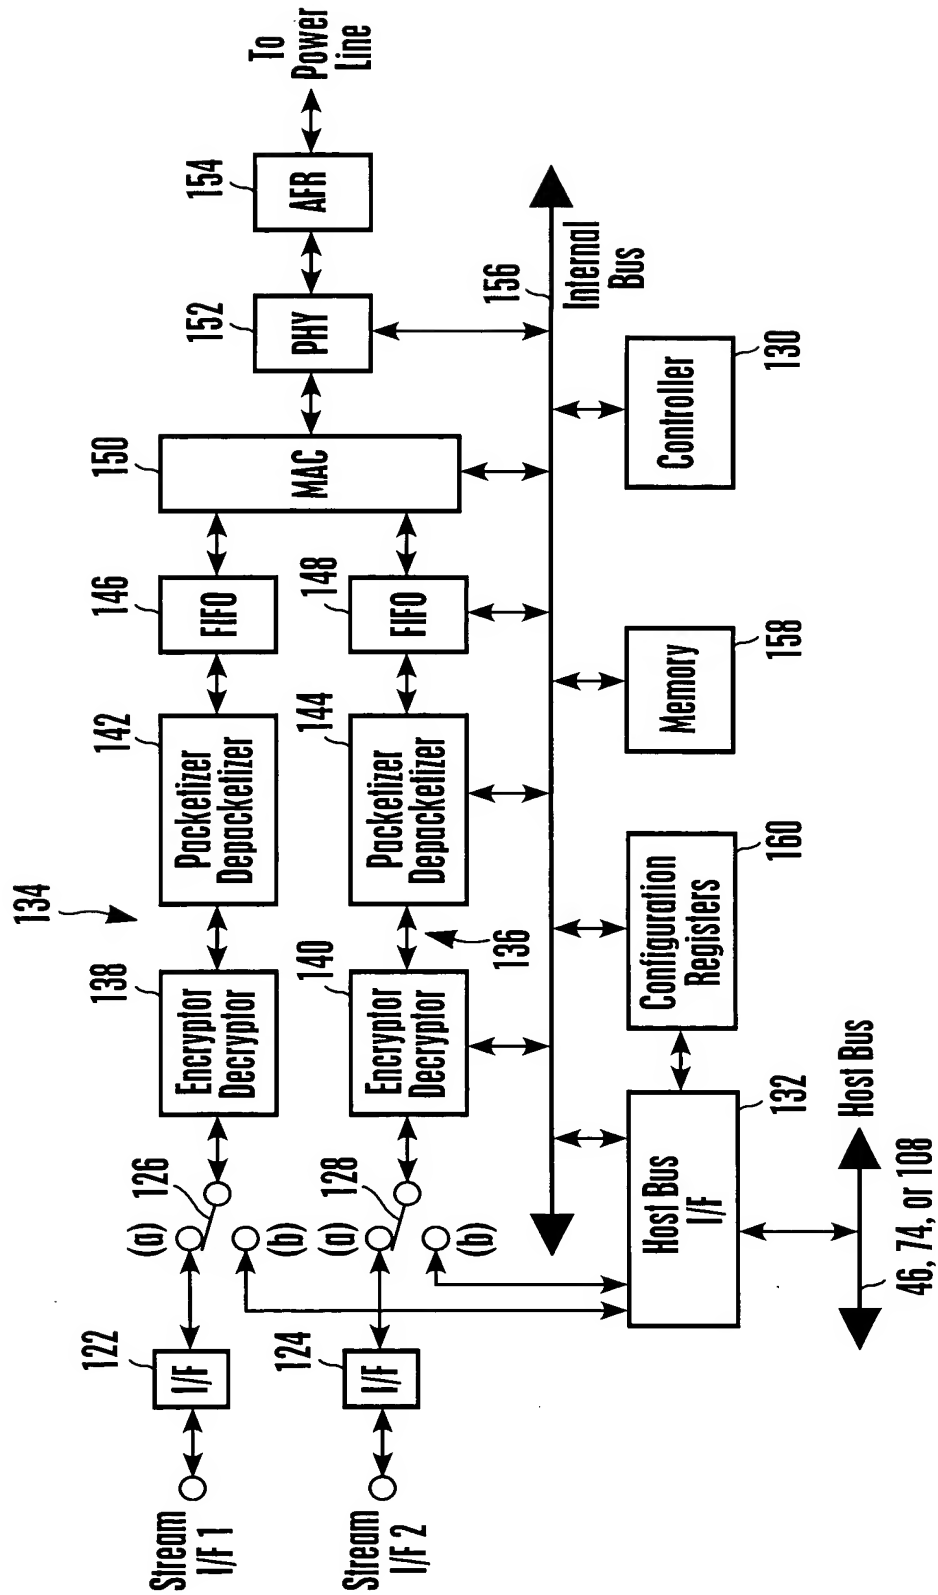 Stream
I/F 1
122
I/F
(a)
126
(b)
138
Encryptor
Decryptor
134
142
Packetizer
Depacketizer
146
FIFO
150
MAC
152
PHY
154
AFR
To
Power
Line
Stream
I/F 2
124
I/F
(a)
128
(b)
140
Encryptor
Decryptor
136
144
Packetizer
Depacketizer
148
FIFO
156
Internal
Bus
Host Bus
I/F
132
Configuration
Registers
160
Memory
158
Controller
130
46, 74, or 108
Host Bus